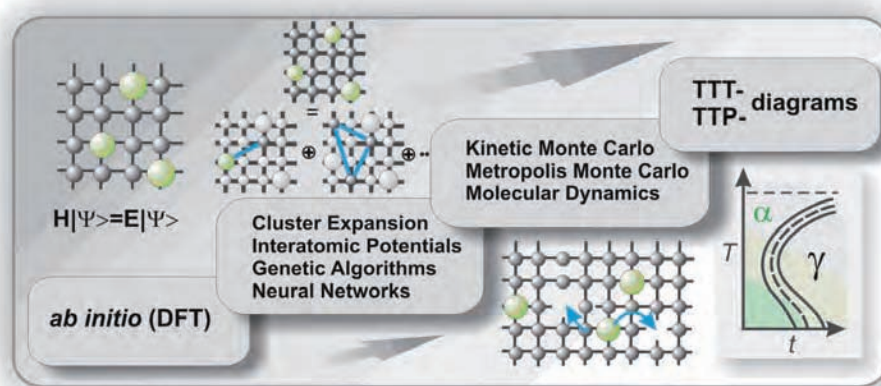 H|Ψ>=E|Ψ>
ab initio (DFT)
=
⊕
⊕ ··
Cluster Expansion
Interatomic Potentials
Genetic Algorithms
Neural Networks
Kinetic Monte Carlo
Metropolis Monte Carlo
Molecular Dynamics
TTT-
TTP- diagrams
α
T
γ
t